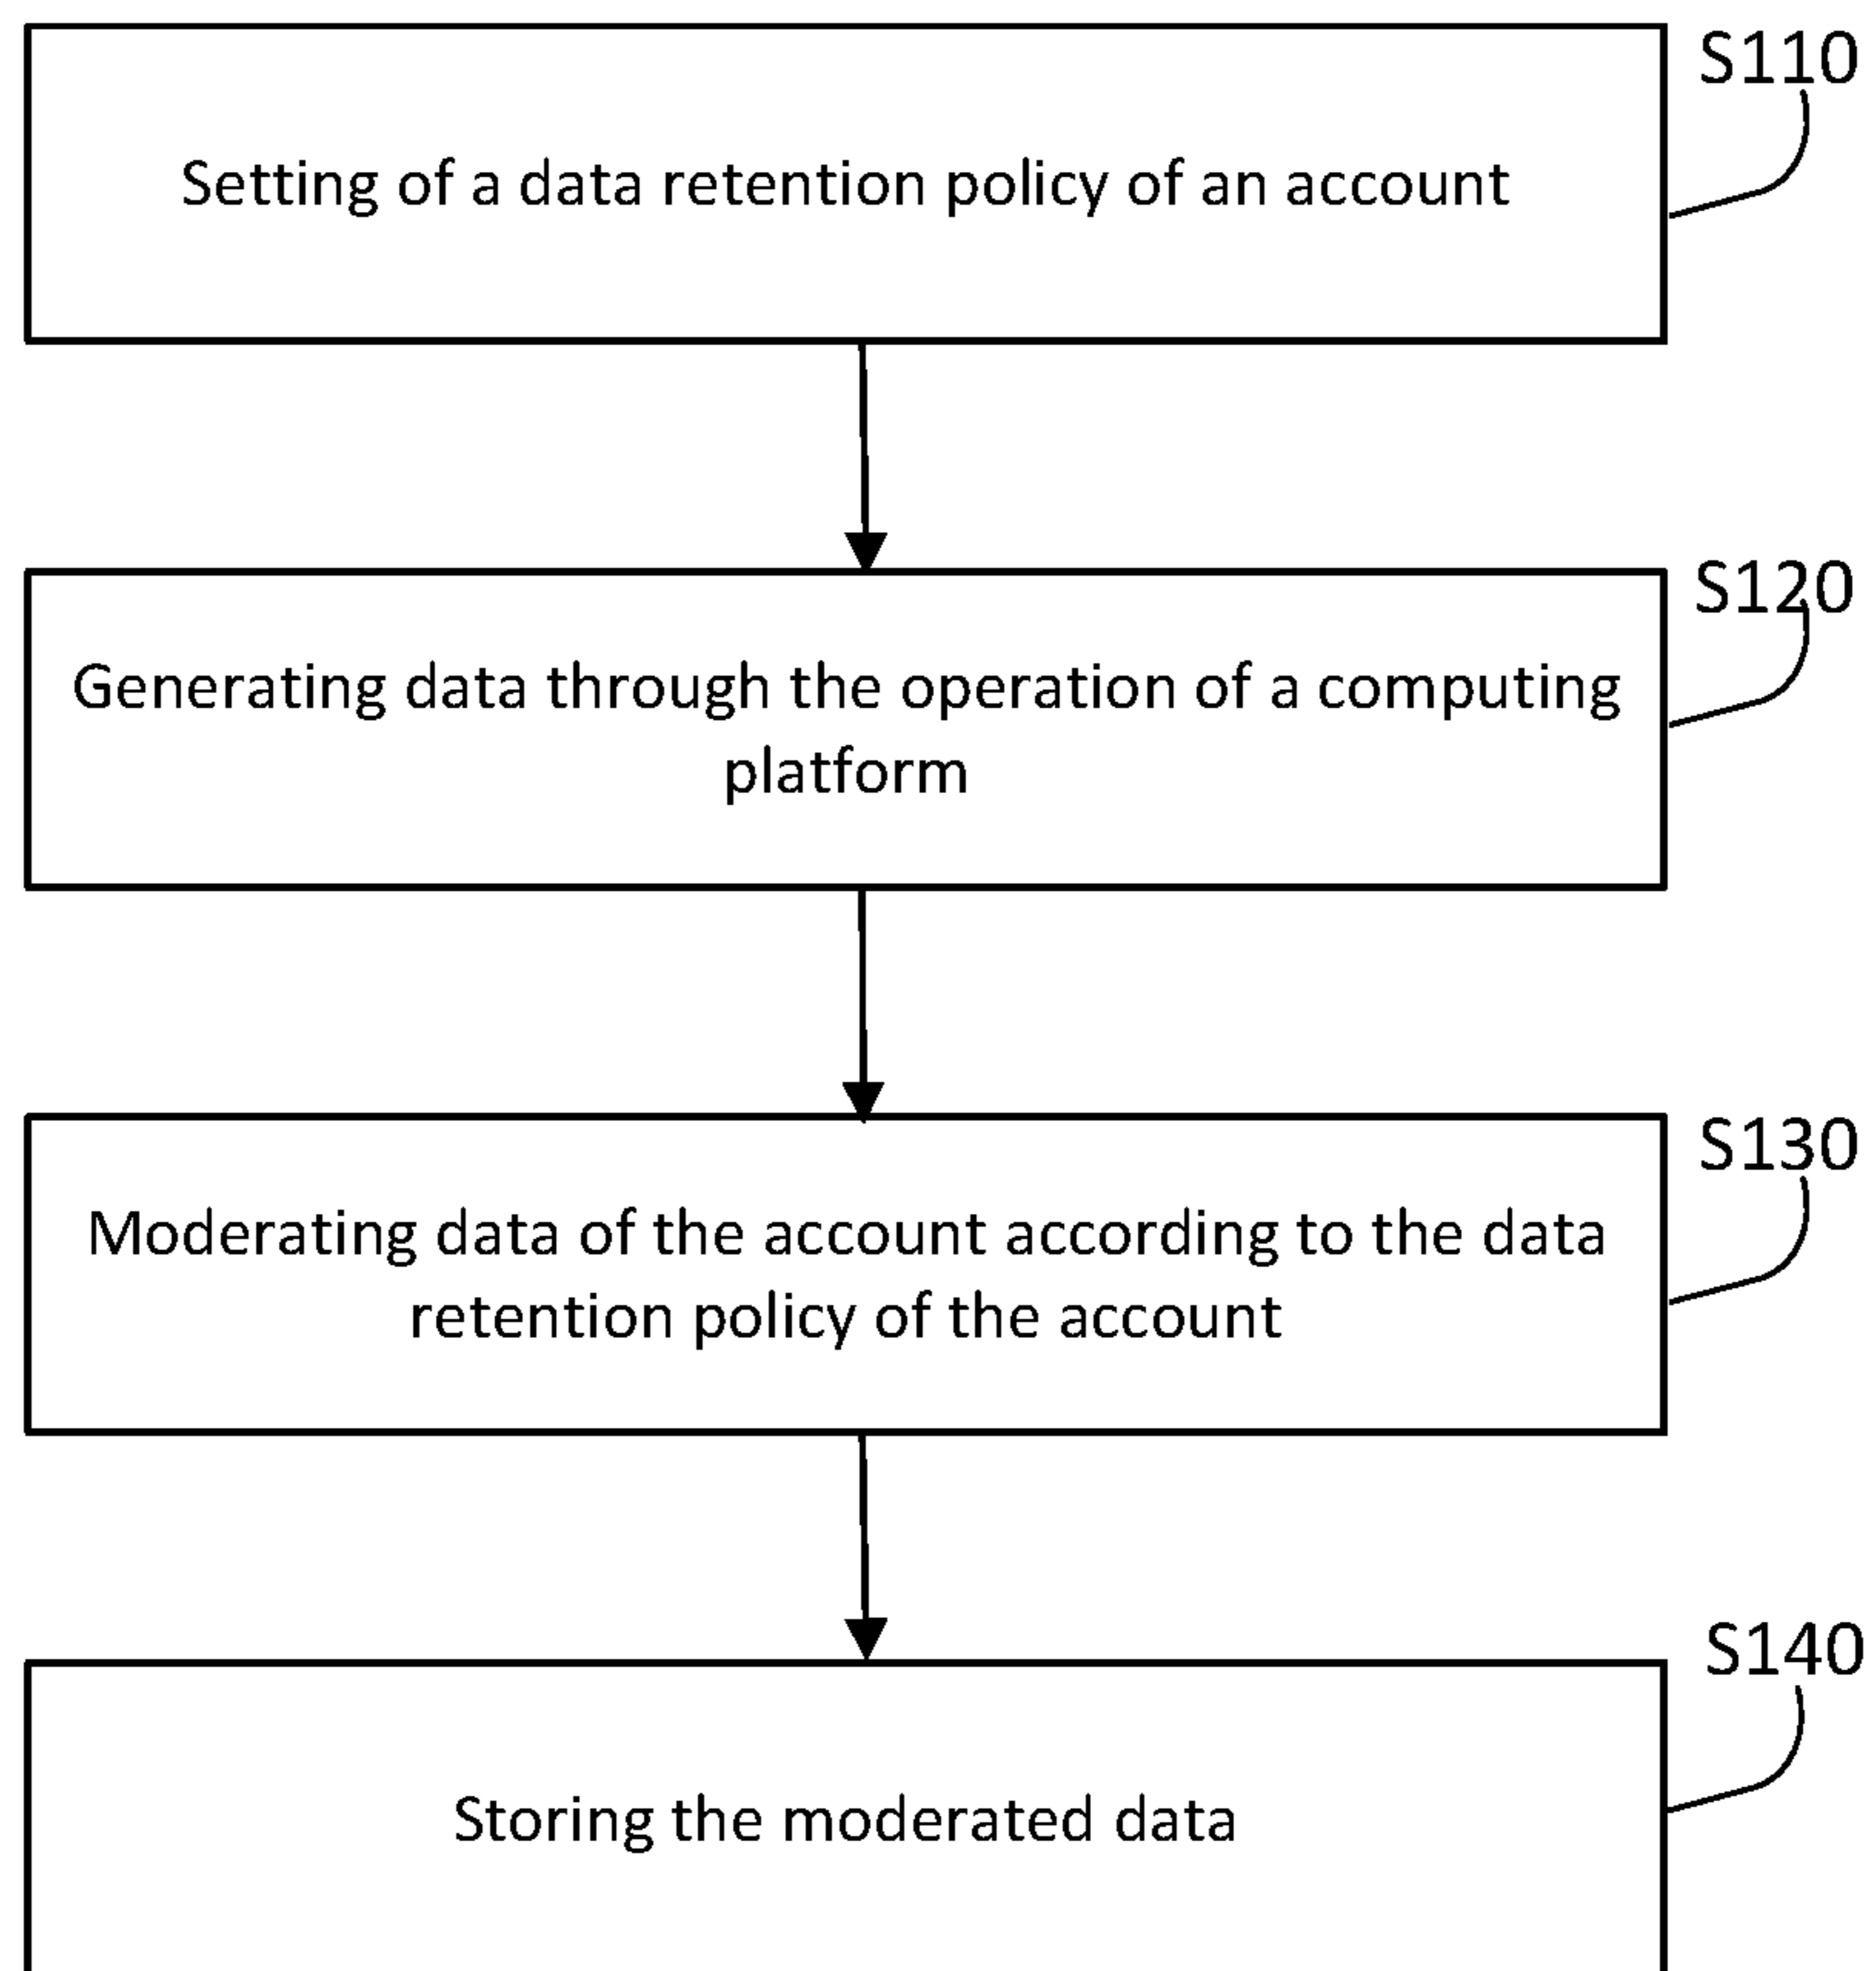 S110
Setting of a data retention policy of an account
S120
Generating data through the operation of a computing
platform
S130
Moderating data of the account according to the data
retention policy of the account
S140
Storing the moderated data